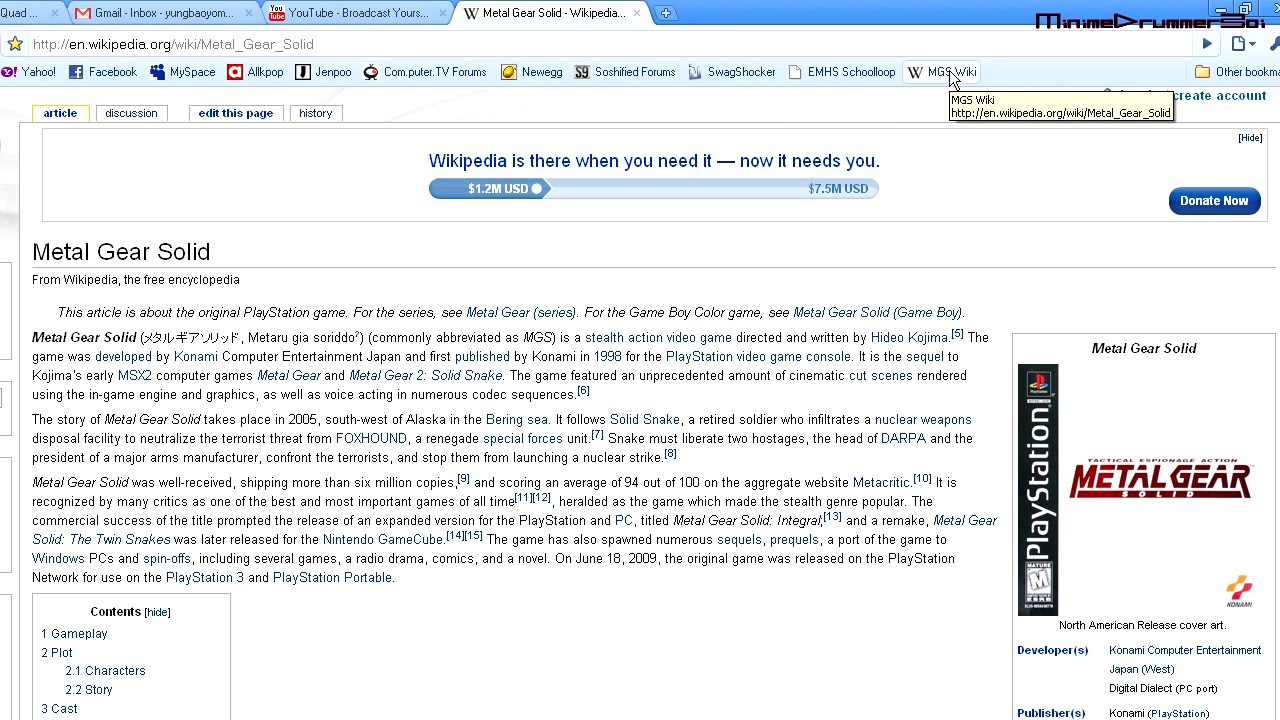 Quad
Gmail - Inbox - yungbaoyom...
YouTube - Broadcast Yours...
Metal Gear Solid - Wikipedia...
MinimeDrummerBoi
http://en.wikipedia.org/wiki/Metal_Gear_Solid
Yahoo!
Facebook
MySpace
Allkpop
Jenpoo
Com.puter.TV Forums
Newegg
Soshified Forums
SwagShocker
EMHS Schoolloop
MGS Wiki
Other bookm
create account
MGS Wiki
http://en.wikipedia.org/wiki/Metal_Gear_Solid
article
discussion
edit this page
history
[Hide]
Wikipedia is there when you need it — now it needs you.
$1.2M USD
$7.5M USD
Donate Now
Metal Gear Solid
From Wikipedia, the free encyclopedia
This article is about the original PlayStation game. For the series, see Metal Gear (series). For the Game Boy Color game, see Metal Gear Solid (Game Boy).
Metal Gear Solid (メタルギアソリッド, Metaru gia soriddo?) (commonly abbreviated as MGS) is a stealth action video game directed and written by Hideo Kojima.[5] The
game was developed by Konami Computer Entertainment Japan and first published by Konami in 1998 for the PlayStation video game console. It is the sequel to
Kojima's early MSX2 computer games Metal Gear and Metal Gear 2: Solid Snake. The game featured an unprecedented amount of cinematic cut scenes rendered
using the in-game engine and graphics, as well as voice acting in numerous codec sequences.[6]
The story of Metal Gear Solid takes place in 2005, northwest of Alaska in the Bering sea. It follows Solid Snake, a retired soldier who infiltrates a nuclear weapons
disposal facility to neutralize the terrorist threat from FOXHOUND, a renegade special forces unit.[7] Snake must liberate two hostages, the head of DARPA and the
president of a major arms manufacturer, confront the terrorists, and stop them from launching a nuclear strike.[8]
Metal Gear Solid was well-received, shipping more than six million copies,[9] and scoring an average of 94 out of 100 on the aggregate website Metacritic.[10] It is
recognized by many critics as one of the best and most important games of all time,[11][12], heralded as the game which made the stealth genre popular. The
commercial success of the title prompted the release of an expanded version for the PlayStation and PC, titled Metal Gear Solid: Integral,[13] and a remake, Metal Gear
Solid: The Twin Snakes was later released for the Nintendo GameCube.[14][15] The game has also spawned numerous sequels, prequels, a port of the game to
Windows PCs and spin-offs, including several games, a radio drama, comics, and a novel. On June 18, 2009, the original game was released on the PlayStation
Network for use on the PlayStation 3 and PlayStation Portable.
Contents [hide]
1 Gameplay
2 Plot
2.1 Characters
2.2 Story
3 Cast
Metal Gear Solid
PlayStation
TACTICAL ESPIONAGE ACTION
METAL GEAR
SOLID
MATURE
M
ESRB
KONAMI
North American Release cover art.
Developer(s)
Konami Computer Entertainment
Japan (West)
Digital Dialect (PC port)
Publisher(s)
Konami (PlayStation)